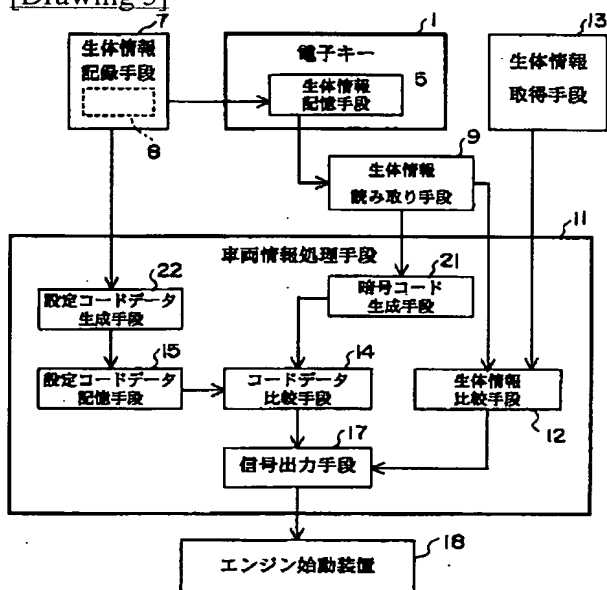 [Drawing 3]
7
生体情報
記録手段
8
1
電子キー
生体情報
記憶手段
5
13
生体情報
取得手段
9
生体情報
読み取り手段
11
車両情報処理手段
22
設定コードデータ
生成手段
21
暗号コード
生成手段
15
設定コードデータ
記憶手段
14
コードデータ
比較手段
生体情報
比較手段
12
17
信号出力手段
18
エンジン始動装置